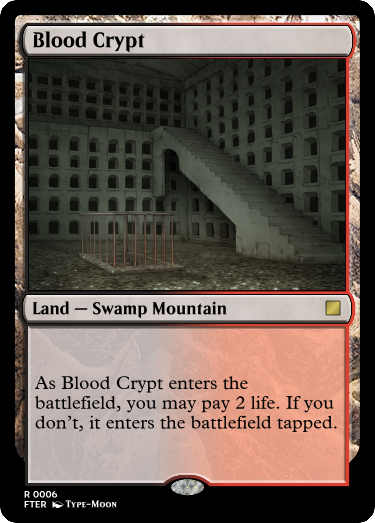 Blood Crypt
Land — Swamp Mountain
As Blood Crypt enters the
battlefield, you may pay 2 life. If you
don't, it enters the battlefield tapped.
R 0006
FTER Type-Moon